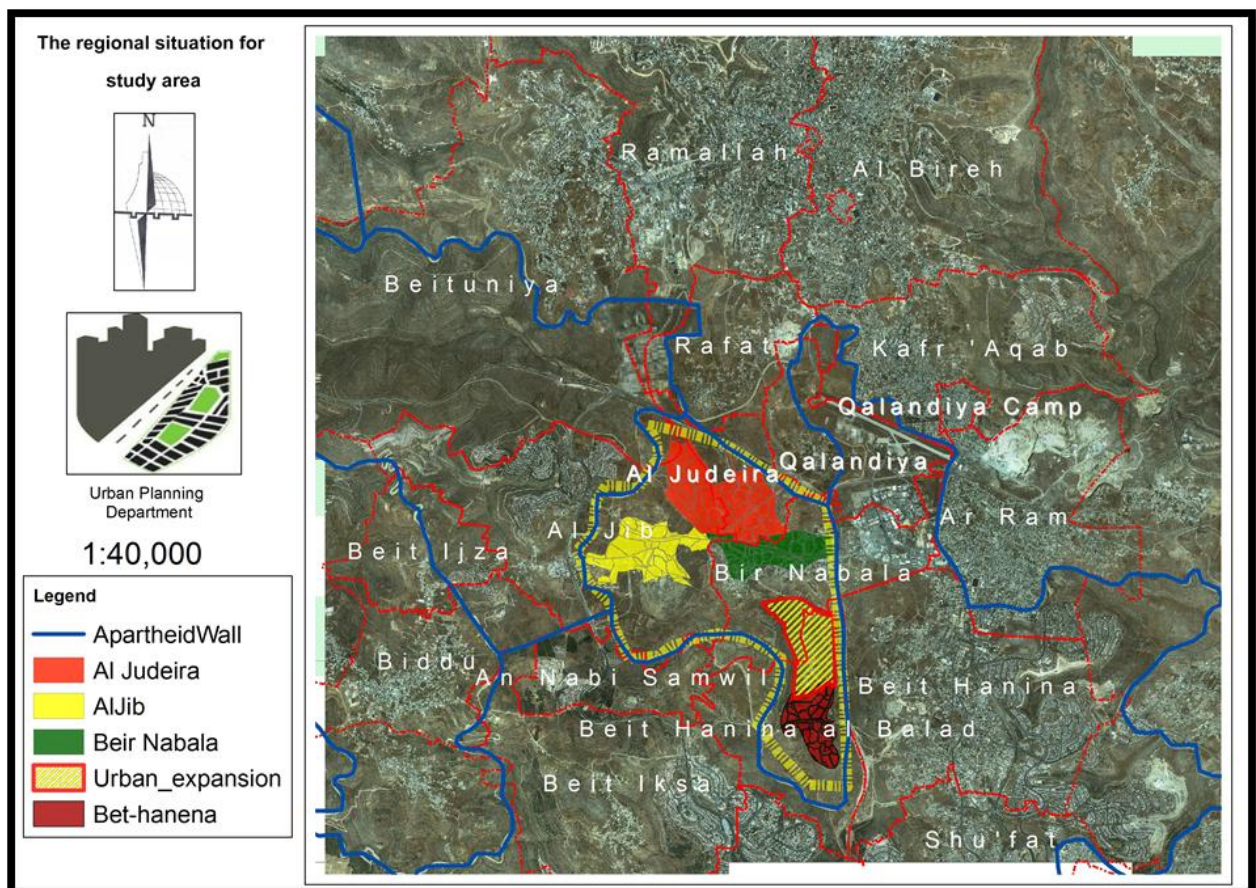 The regional situation for
study area
N
Urban Planning
Department
1:40,000
Legend
ApartheidWall
Al Judeira
AlJib
Beir Nabala
Urban_expansion
Bet-hanena
Ramallah
Al Bireh
Beituniya
Rafat
Kafr 'Aqab
Qalandiya Camp
Al Judeira
Qalandiya
Al Jib
Ar Ram
Beit Ijza
Bir Nabala
Biddu
An Nabi Samwil
Beit Hanina
Beit Hanina al Balad
Beit Iksa
Shu'fat